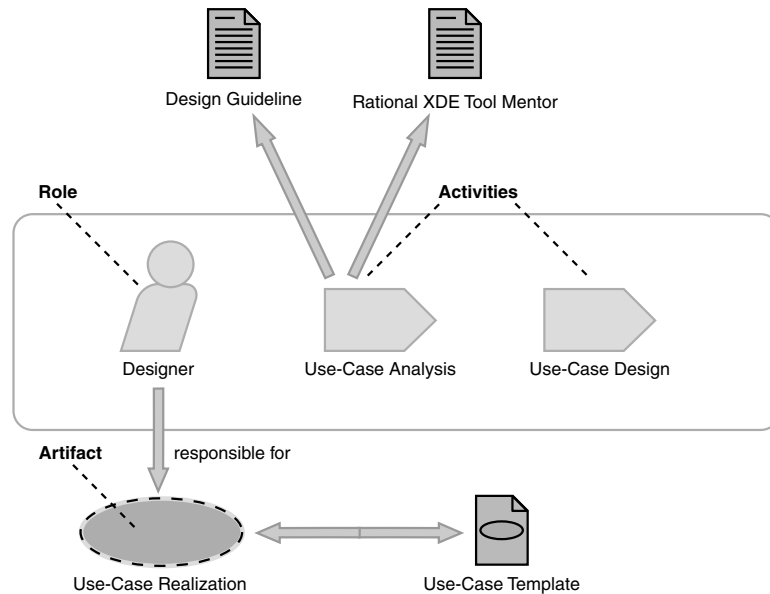 Design Guideline
Rational XDE Tool Mentor
Role
Activities
Designer
Use-Case Analysis
Use-Case Design
Artifact
responsible for
Use-Case Realization
Use-Case Template